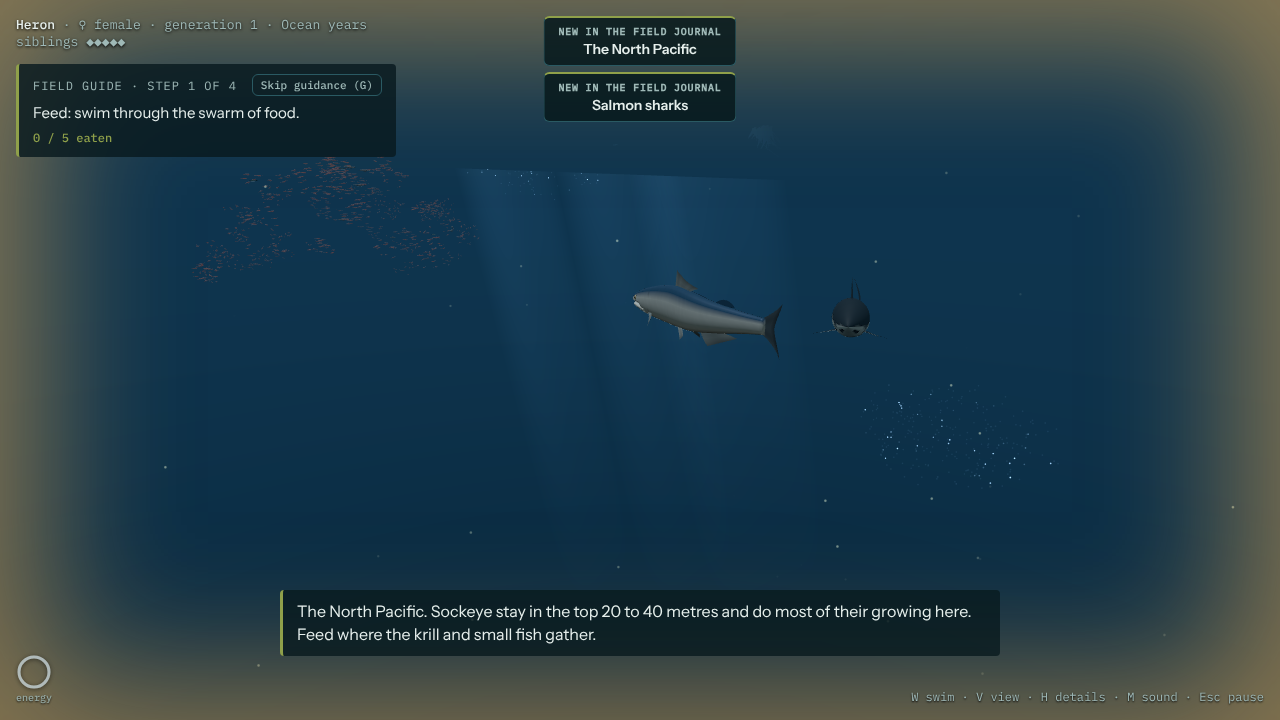 Heron · ♀ female · generation 1 · Ocean years
siblings ◆◆◆◆◆
FIELD GUIDE · STEP 1 OF 4
Skip guidance (G)
Feed: swim through the swarm of food.
0 / 5 eaten
NEW IN THE FIELD JOURNAL
The North Pacific
NEW IN THE FIELD JOURNAL
Salmon sharks
The North Pacific. Sockeye stay in the top 20 to 40 metres and do most of their growing here.
Feed where the krill and small fish gather.
energy
W swim · V view · H details · M sound · Esc pause